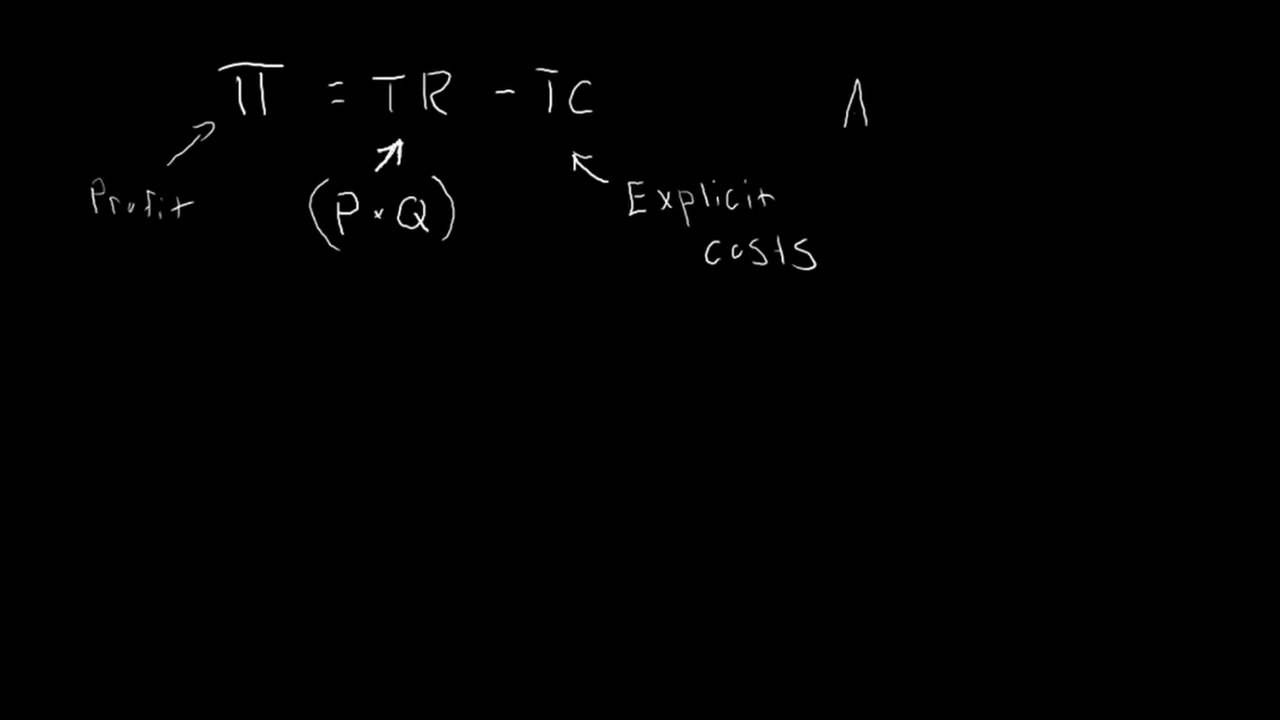 π = TR - TC
Profit
(P × Q)
Explicit
costs